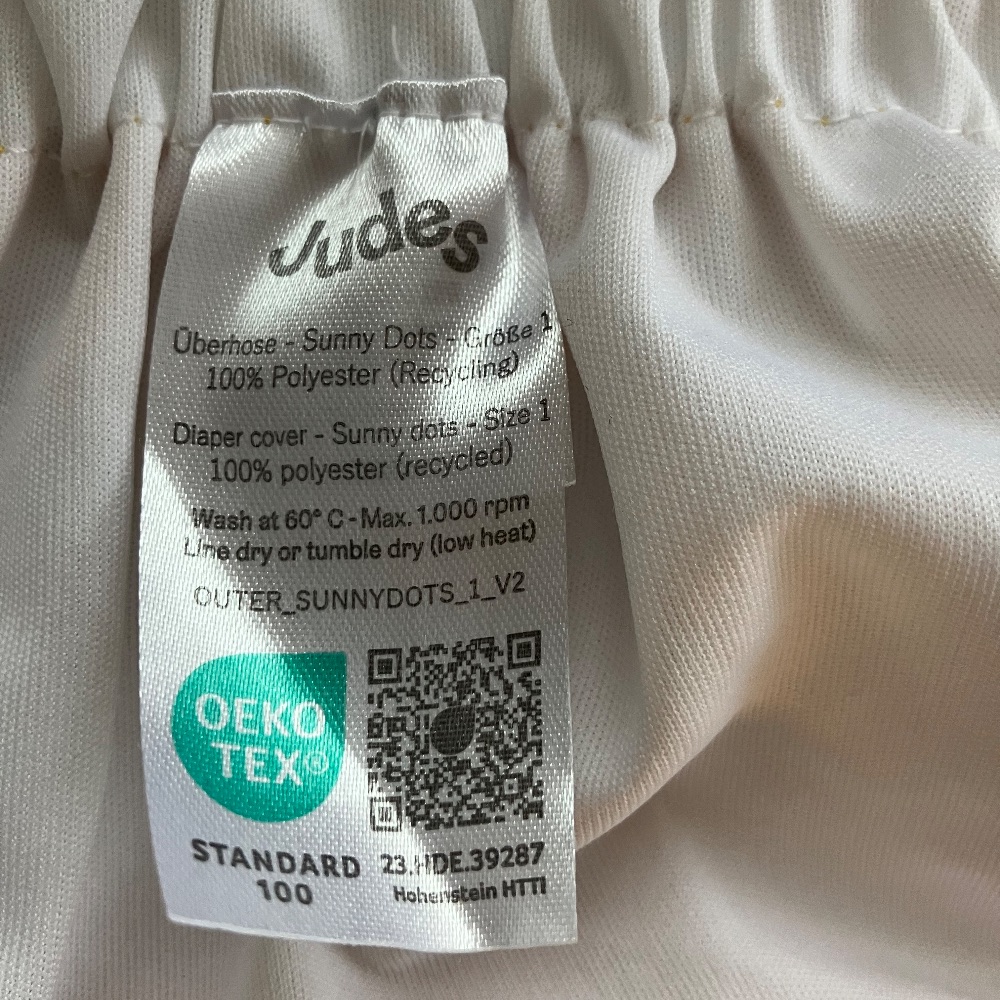 Judes
Überhose - Sunny Dots - Größe 1
100% Polyester (Recycling)
Diaper cover - Sunny dots - Size 1
100% polyester (recycled)
Wash at 60° C - Max. 1.000 rpm
Line dry or tumble dry (low heat)
OUTER_SUNNYDOTS_1_V2
OEKO
TEX®
STANDARD
100
23.HDE.39287
Hohenstein HTTI